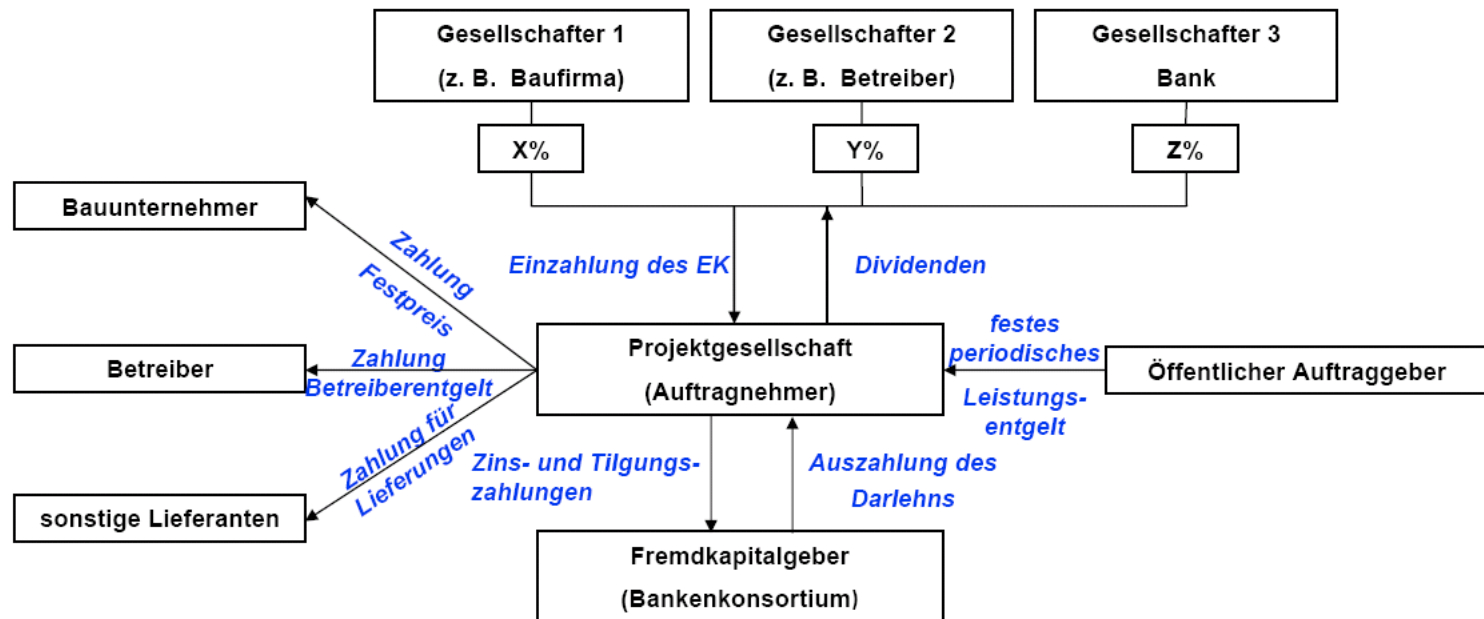 Gesellschafter 1
(z. B. Baufirma)
Gesellschafter 2
(z. B. Betreiber)
Gesellschafter 3
Bank
X%
Y%
Z%
Bauunternehmer
Zahlung
Festpreis
Einzahlung des EK
Dividenden
Betreiber
Zahlung
Betreiberentgelt
Projektgesellschaft
(Auftragnehmer)
festes
periodisches
Leistungs-
entgelt
Öffentlicher Auftraggeber
Zahlung für
Lieferungen
Zins- und Tilgungs-
zahlungen
Auszahlung des
Darlehns
sonstige Lieferanten
Fremdkapitalgeber
(Bankenkonsortium)